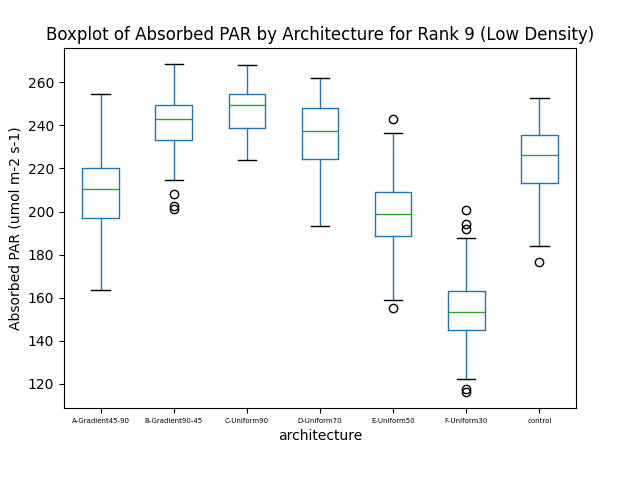 Boxplot of Absorbed PAR by Architecture for Rank 9 (Low Density)
Absorbed PAR (umol m-2 s-1)
260
240
220
200
180
160
140
120
A-Gradient45-90 B-Gradient90-45 C-Uniform90 D-Uniform70 E-Uniform50 F-Uniform30 control
architecture